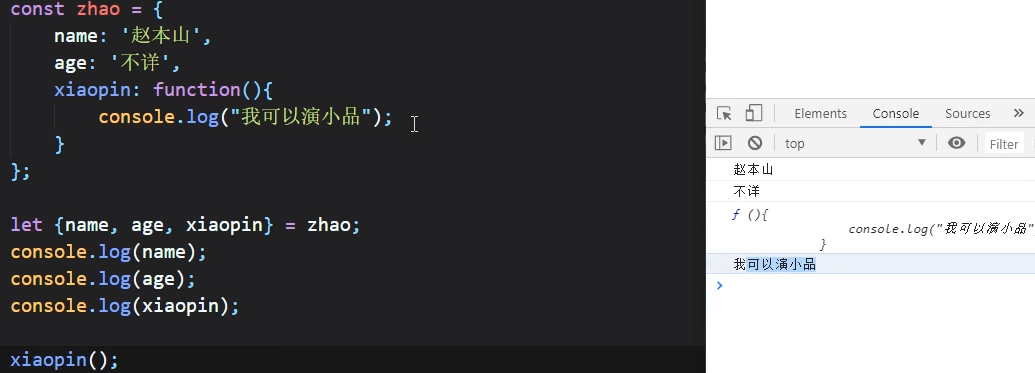 const zhao = {
    name: '赵本山',
    age: '不详',
    xiaopin: function(){
        console.log("我可以演小品");
    }
};

let {name, age, xiaopin} = zhao;
console.log(name);
console.log(age);
console.log(xiaopin);

xiaopin();
Elements Console Sources »
top Filter
赵本山
不详
f (){
console.log("我可以演小品"
}
我可以演小品
>